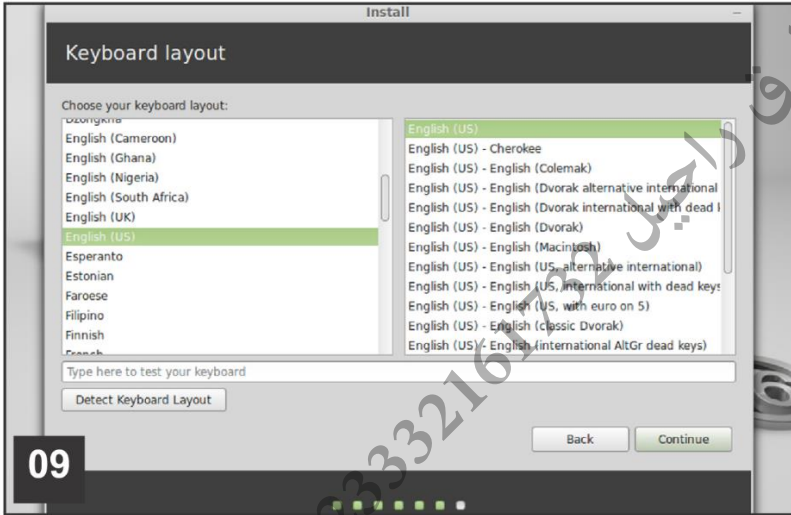 Install
Keyboard layout
Choose your keyboard layout:
Dzongkha
English (Cameroon)
English (Ghana)
English (Nigeria)
English (South Africa)
English (UK)
English (US)
Esperanto
Estonian
Faroese
Filipino
Finnish
French
English (US)
English (US) - Cherokee
English (US) - English (Colemak)
English (US) - English (Dvorak alternative international
English (US) - English (Dvorak international with dead k
English (US) - English (Dvorak)
English (US) - English (Macintosh)
English (US) - English (US, alternative international)
English (US) - English (US, international with dead keys
English (US) - English (US, with euro on 5)
English (US) - English (classic Dvorak)
English (US) - English (international AltGr dead keys)
Type here to test your keyboard
Detect Keyboard Layout
Back
Continue
09